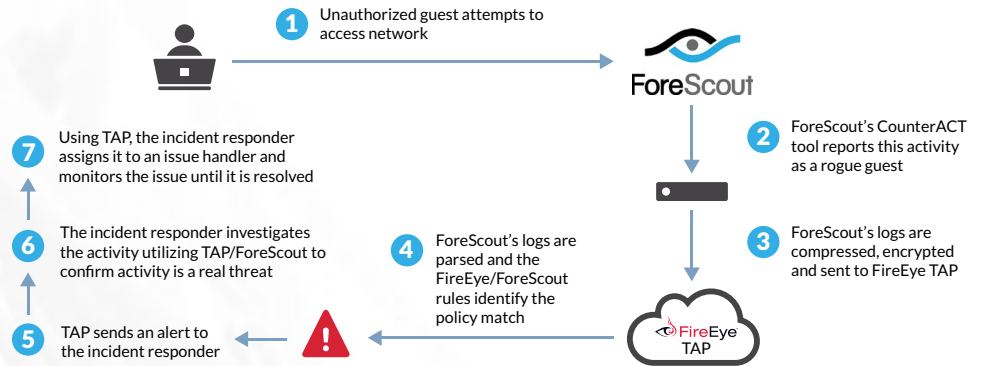 1
Unauthorized guest attempts to
access network
ForeScout
2
ForeScout's CounterACT
tool reports this activity
as a rogue guest
3
ForeScout's logs are
compressed, encrypted
and sent to FireEye TAP
FireEye
TAP
4
ForeScout's logs are
parsed and the
FireEye/ForeScout
rules identify the
policy match
5
TAP sends an alert to
the incident responder
6
The incident responder investigates
the activity utilizing TAP/ForeScout to
confirm activity is a real threat
7
Using TAP, the incident responder
assigns it to an issue handler and
monitors the issue until it is resolved